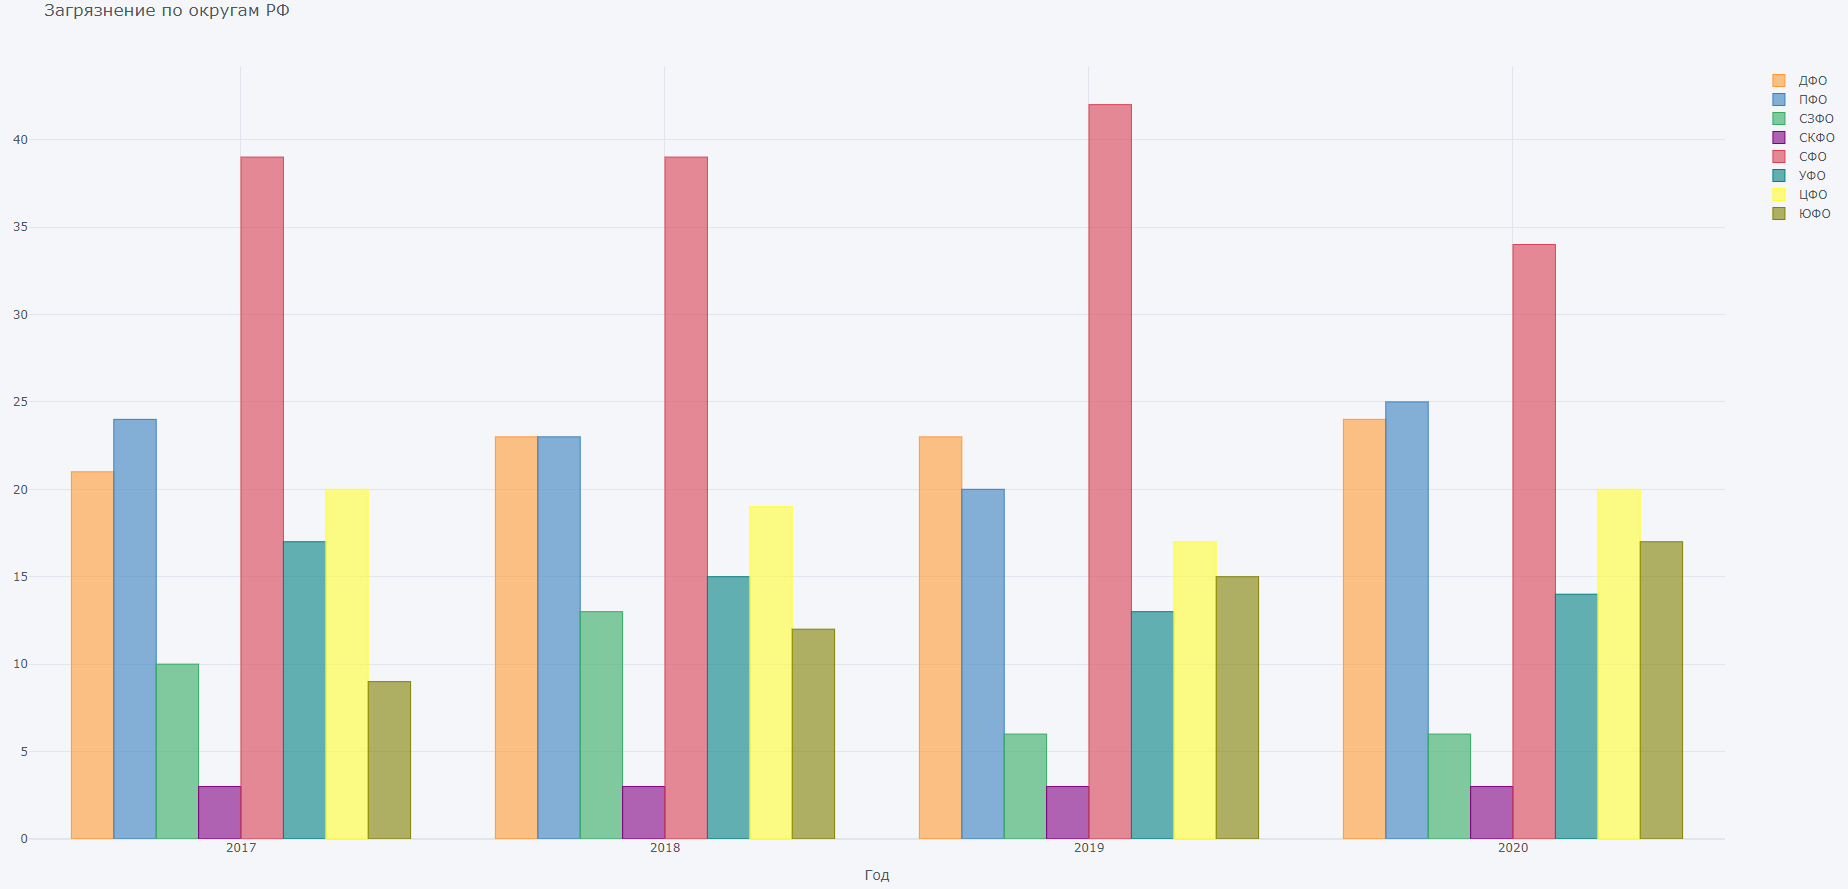 Загрязнение по округам РФ
40
35
30
25
20
15
10
5
0
2017
2018
2019
2020
Год
ДФО
ПФО
СЗФО
СКФО
СФО
УФО
ЦФО
ЮФО